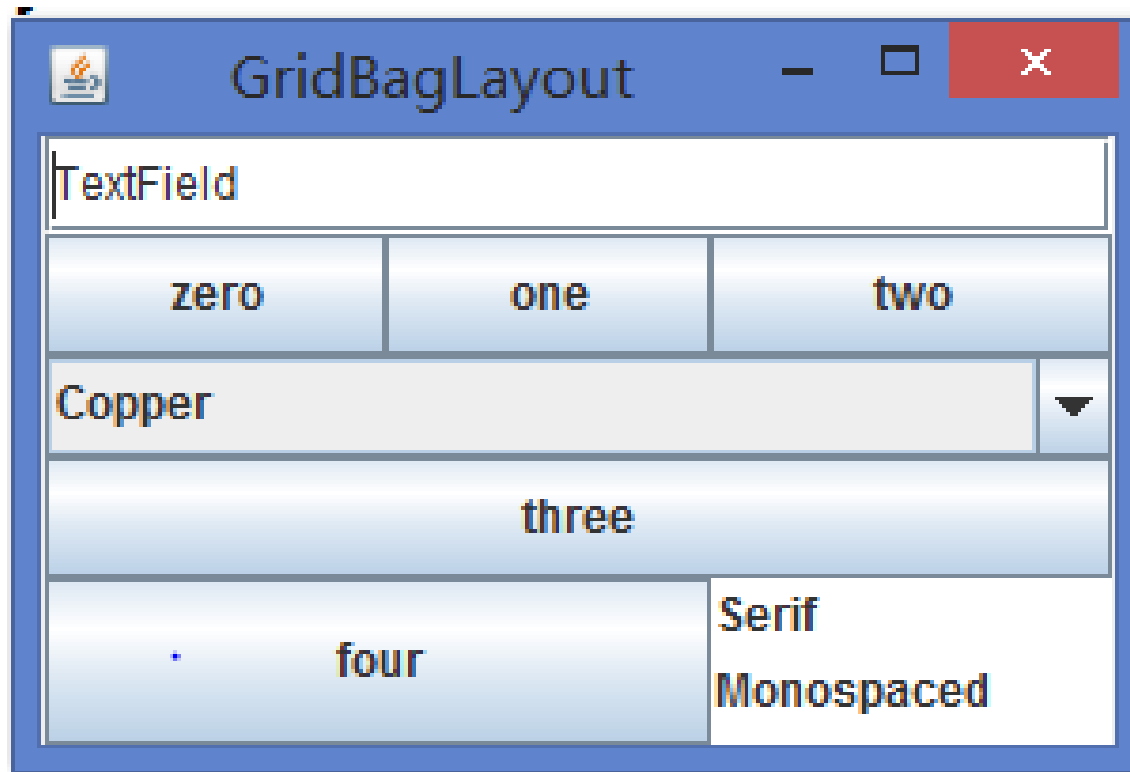 GridBagLayout
TextField
zero one two
Copper
three
four
Serif
Monospaced